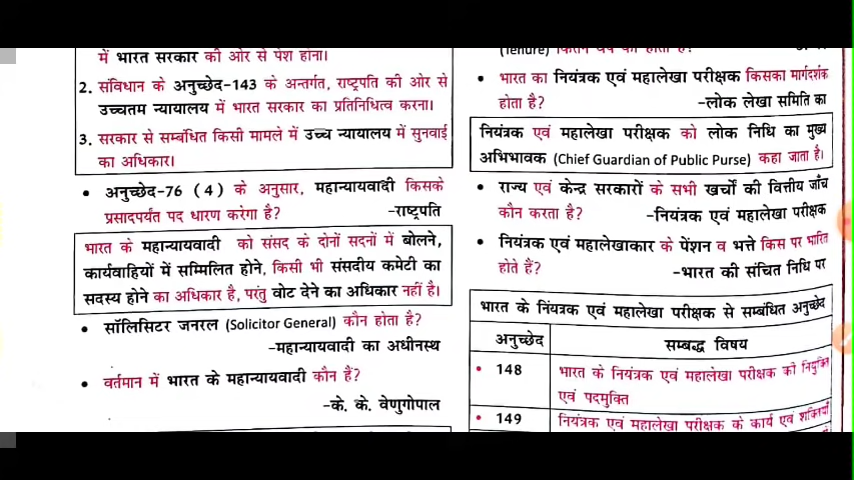 में भारत सरकार की ओर से पेश होना।
2. संविधान के अनुच्छेद-143 के अन्तर्गत, राष्ट्रपति की ओर से
उच्चतम न्यायालय में भारत सरकार का प्रतिनिधित्व करना।
3. सरकार से सम्बंधित किसी मामले में उच्च न्यायालय में सुनवाई
का अधिकार।
• अनुच्छेद-76 (4) के अनुसार, महान्यायवादी किसके
प्रसादपर्यंत पद धारण करेगा?
-राष्ट्रपति
भारत के महान्यायवादी को संसद के दोनों सदनों में बोलने,
कार्यवाहियों में सम्मिलित होने, किसी भी संसदीय कमेटी का
सदस्य होने का अधिकार है, परंतु वोट देने का अधिकार नहीं है।
• सॉलिसिटर जनरल (Solicitor General) कौन होता है?
-महान्यायवादी का अधीनस्थ
• वर्तमान में भारत के महान्यायवादी कौन हैं?
-के. के. वेणुगोपाल
(Tenure) कितने वर्ष का होता है?
• भारत का नियंत्रक एवं महालेखा परीक्षक किसका मार्गदर्शक
होता है?
-लोक लेखा समिति का
नियंत्रक एवं महालेखा परीक्षक को लोक निधि का मुख्य
अभिभावक (Chief Guardian of Public Purse) कहा जाता है।
• राज्य एवं केन्द्र सरकारों के सभी खर्चों की वित्तीय जाँच
कौन करता है?
-नियंत्रक एवं महालेखा परीक्षक
• नियंत्रक एवं महालेखाकार के पेंशन व भत्ते किस पर भारित
होते हैं?
-भारत की संचित निधि पर
भारत के निंयत्रक एवं महालेखा परीक्षक से सम्बंधित अनुच्छेद
अनुच्छेद सम्बद्ध विषय
• 148 भारत के नियंत्रक एवं महालेखा परीक्षक की नियुक्ति
एवं पदमुक्ति
• 149 नियंत्रक एवं महालेखा परीक्षक के कार्य एवं शक्तियाँ